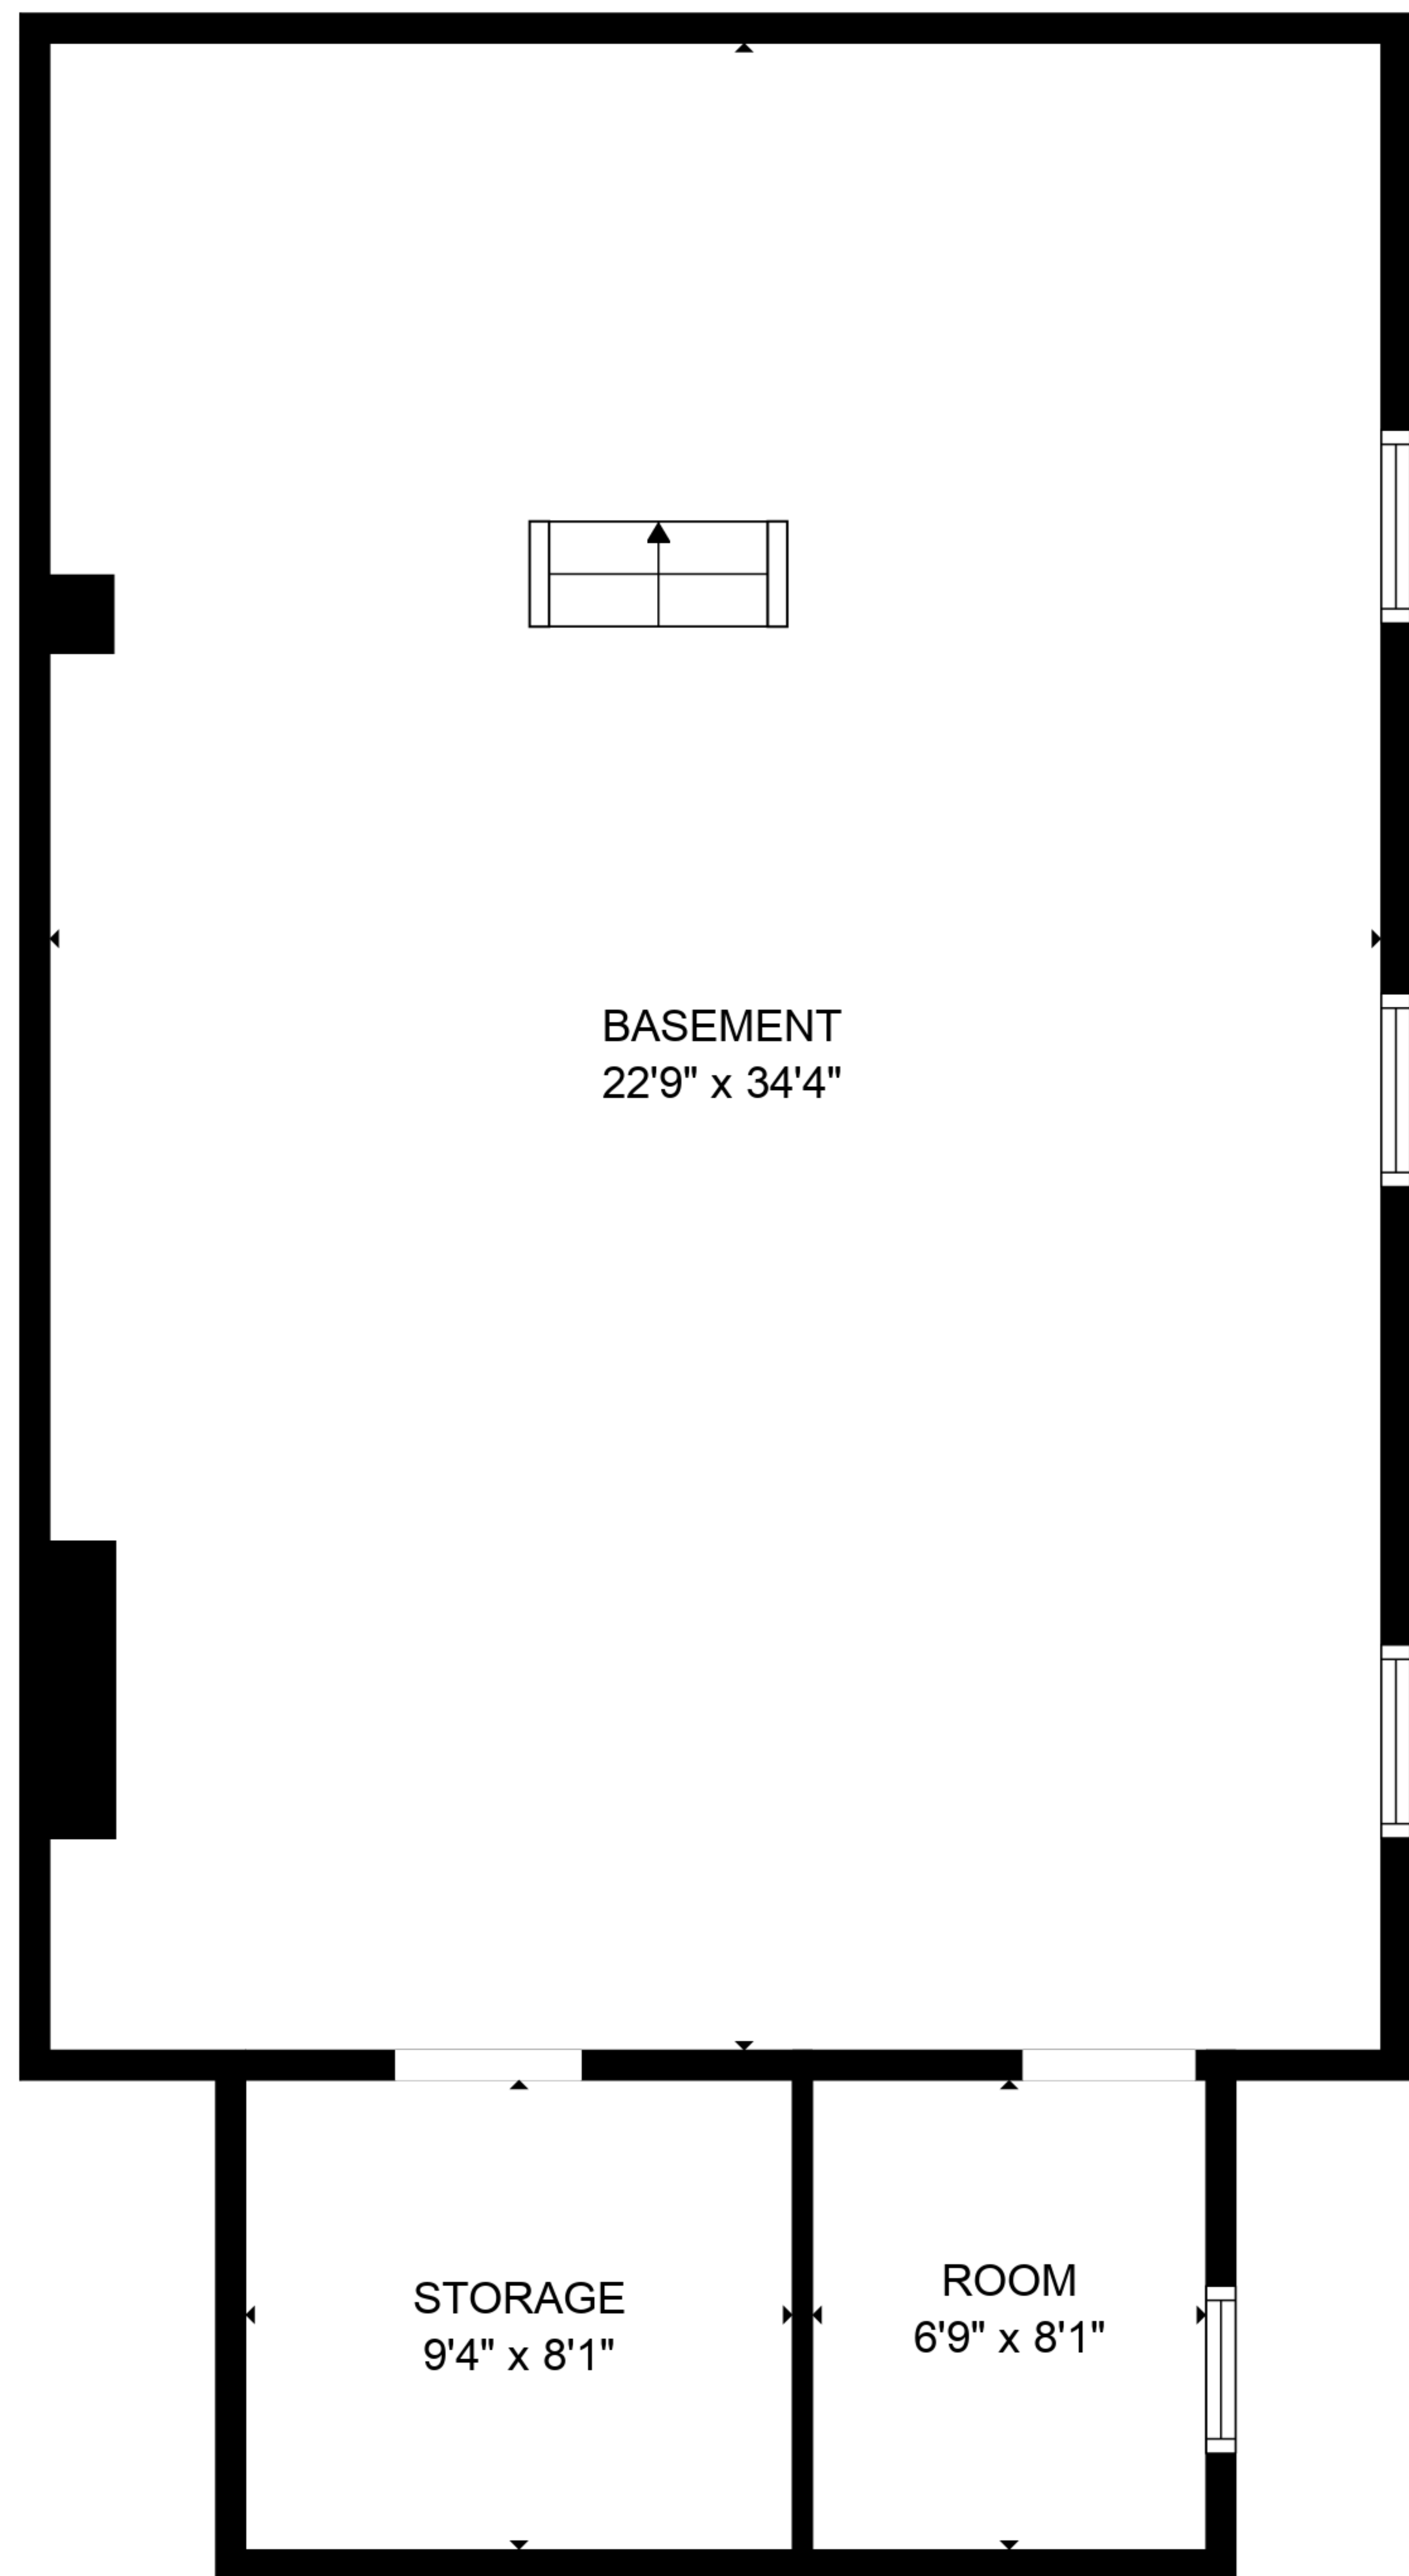 BASEMENT
22'9" x 34'4"
STORAGE
9'4" x 8'1"
ROOM
6'9" x 8'1"